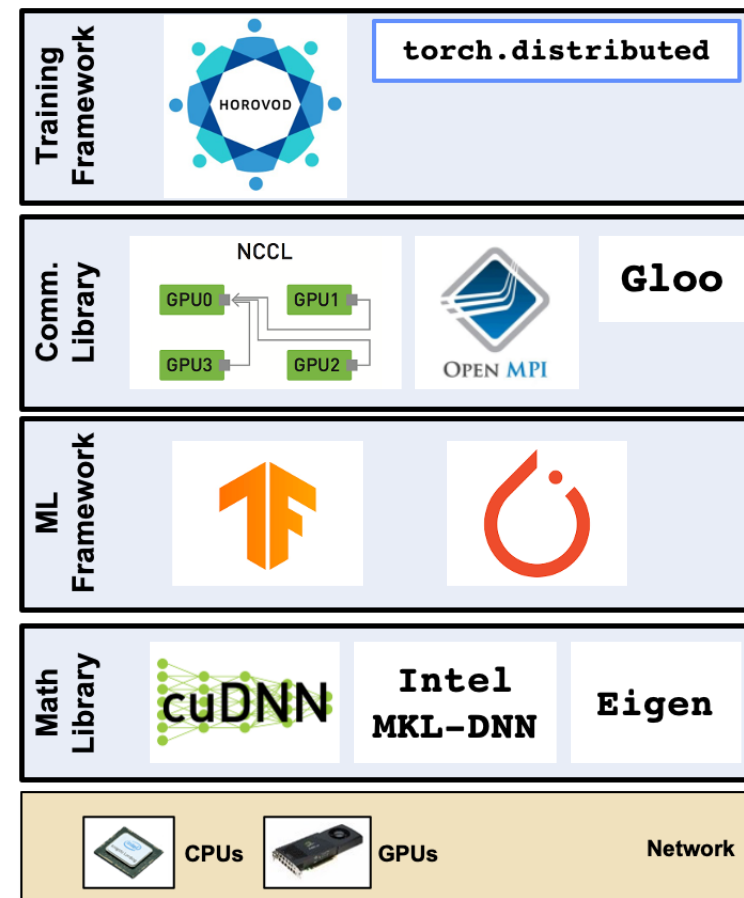 Training
Framework
HOROVOD
torch.distributed
Comm.
Library
NCCL
GPU0
GPU1
GPU3
GPU2
OPEN MPI
Gloo
ML
Framework
Math
Library
cuDNN
Intel
MKL-DNN
Eigen
CPUs
GPUs
Network